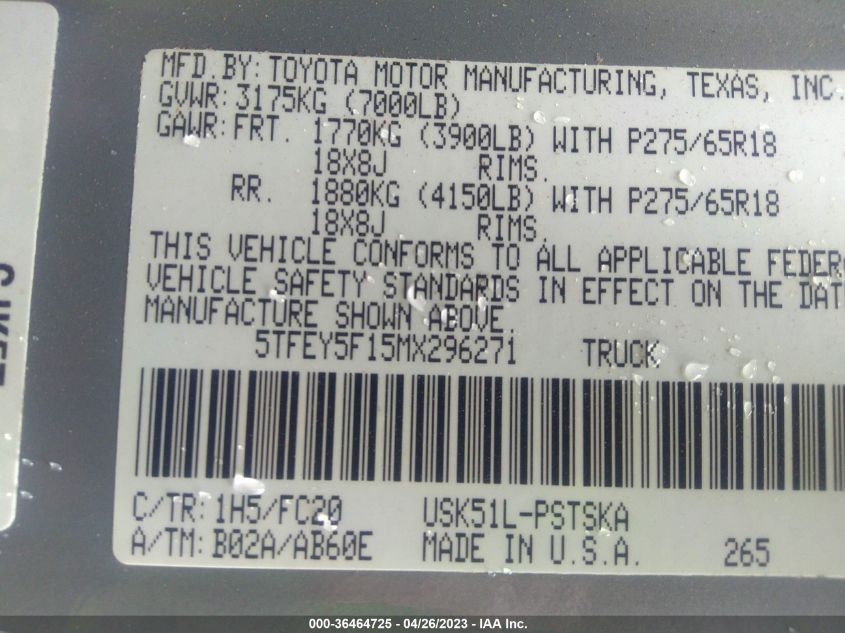 MFD.BY: TOYOTA MOTOR MANUFACTURING, TEXAS, INC.
GVWR: 3175KG (7000LB)
GAWR: FRT. 1770KG (3900LB) WITH P275/65R18
18X8J RIMS.
RR. 1880KG (4150LB) WITH P275/65R18
18X8J RIMS.
THIS VEHICLE CONFORMS TO ALL APPLICABLE FEDER
VEHICLE SAFETY STANDARDS IN EFFECT ON THE DAT
MANUFACTURE SHOWN ABOVE.
5TFEY5F15MX296271 TRUCK
C/TR: 1H5/FC20 USK51L-PSTSKA
A/TM: B02A/AB60E MADE IN U.S.A. 265
000-36464725 - 04/26/2023 - IAA Inc.